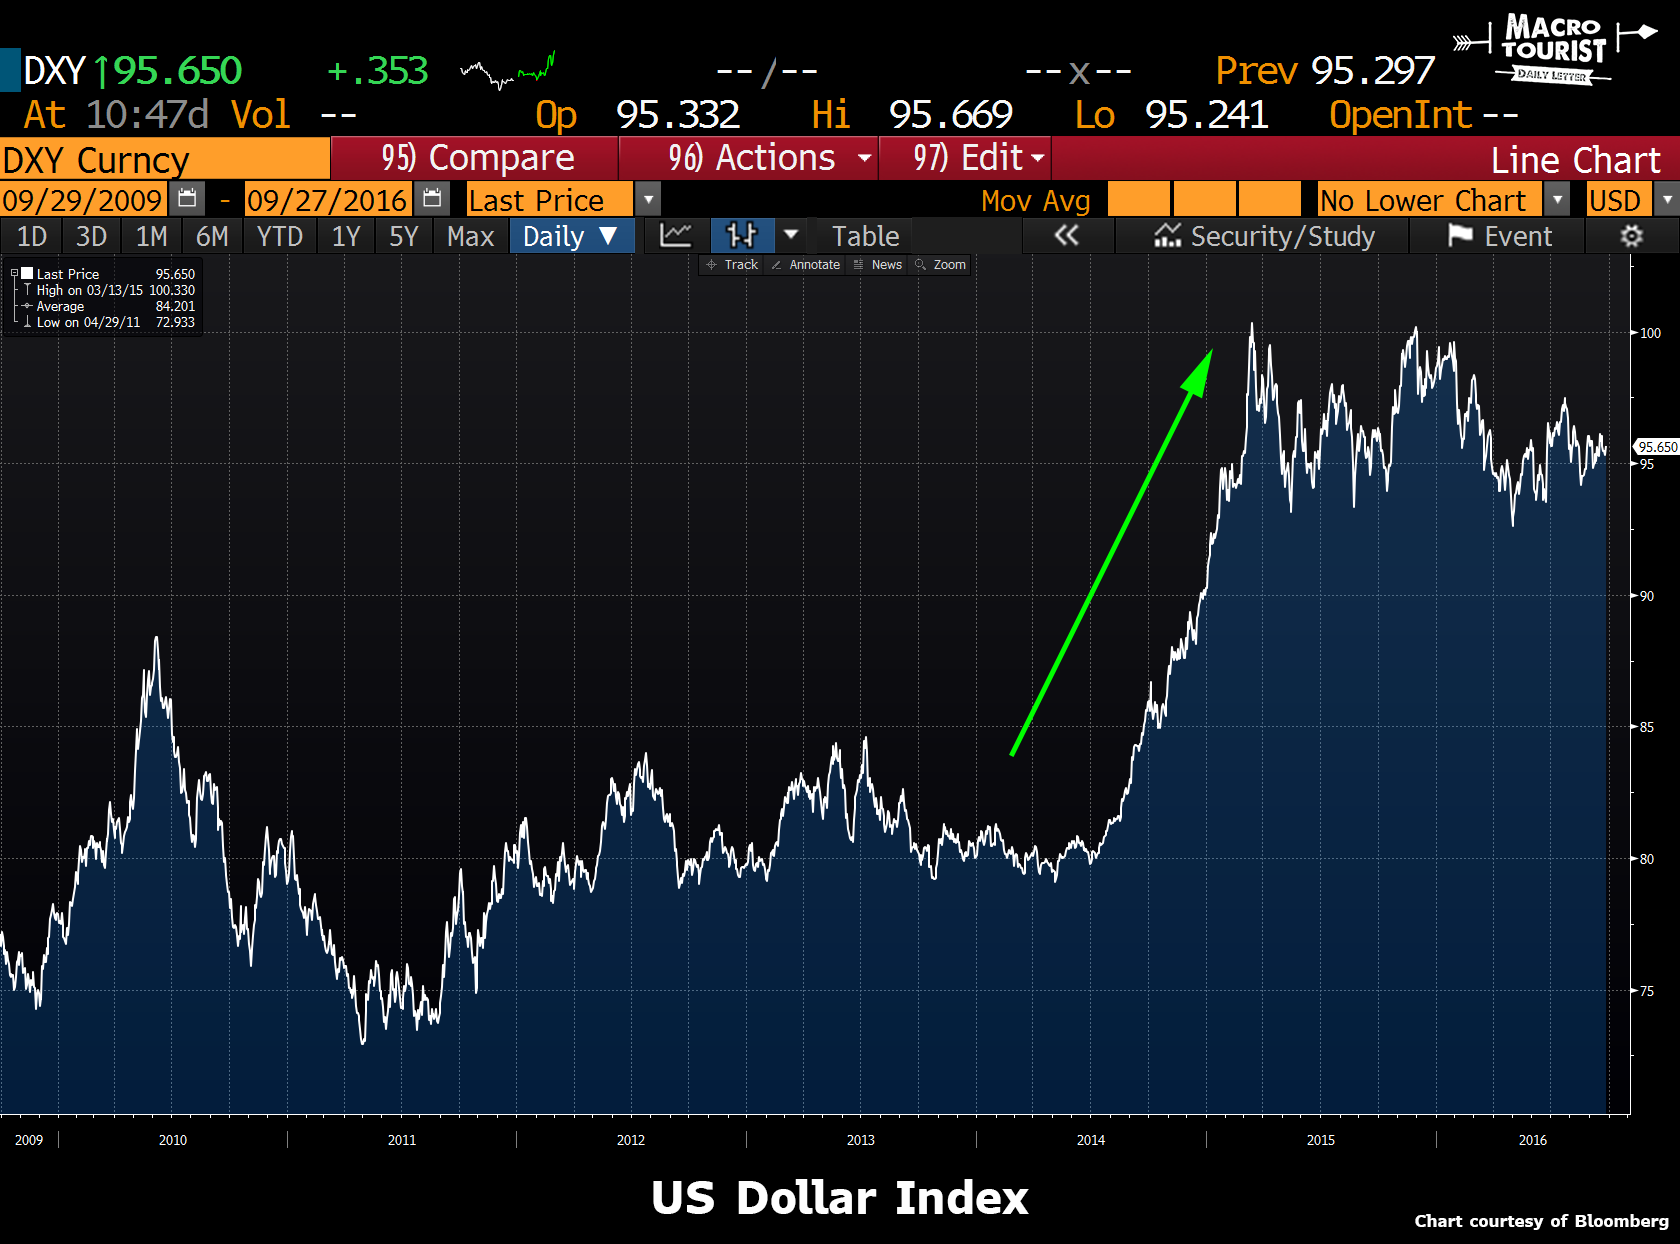 DXY ↑95.650 +.353 --/-- --x-- Prev 95.297
MACRO
TOURIST
DAILY LETTER
At 10:47d Vol -- Op 95.332 Hi 95.669 Lo 95.241 OpenInt --
DXY Curncy 95) Compare 96) Actions 97) Edit Line Chart
09/29/2009 - 09/27/2016 Last Price Mov Avg No Lower Chart USD
1D 3D 1M 6M YTD 1Y 5Y Max Daily ▼ Table « Security/Study Event
Track Annotate News Zoom
Last Price 95.650
High on 03/13/15 100.330
Average 84.201
Low on 04/29/11 72.933
100
95.650
95
90
85
80
75
2009 2010 2011 2012 2013 2014 2015 2016
US Dollar Index
Chart courtesy of Bloomberg